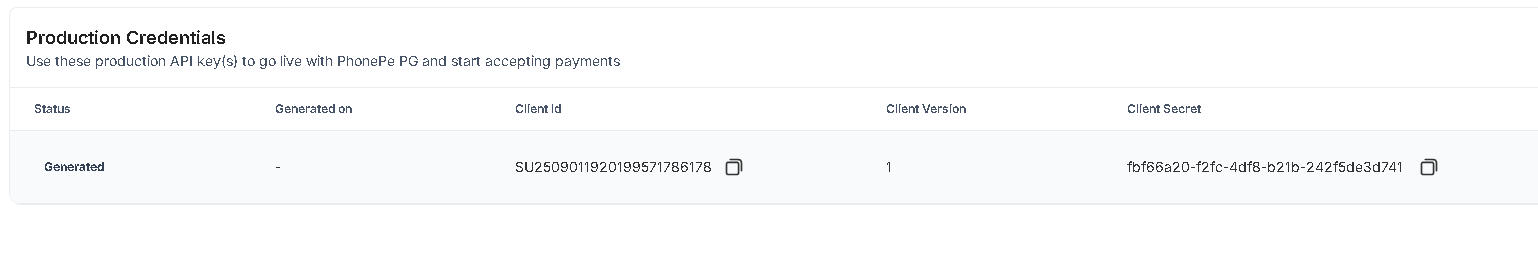 Production Credentials
Use these production API key(s) to go live with PhonePe PG and start accepting payments
Status Generated on Client Id Client Version Client Secret
Generated - SU2509011920199571786178 1 fbf66a20-f2fc-4df8-b21b-242f5de3d741